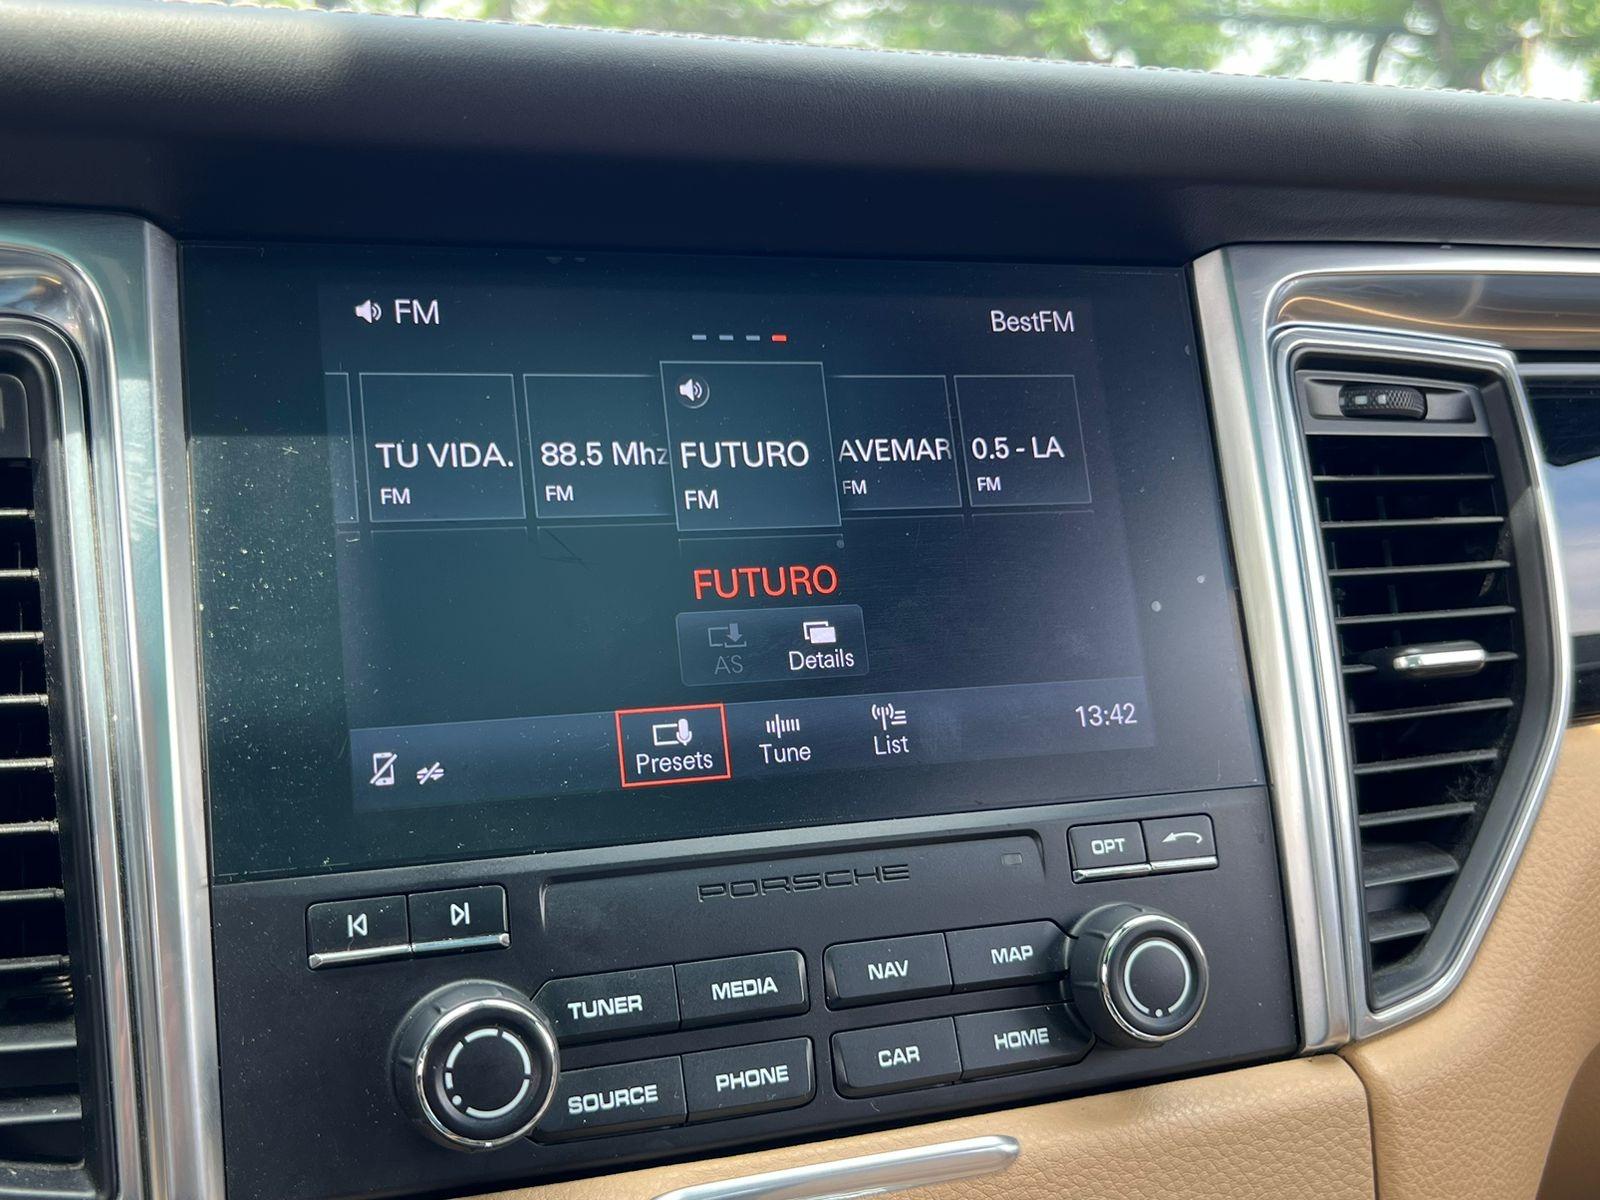 FM
BestFM
TU VIDA.
FM
88.5 Mhz
FM
FUTURO
FM
AVEMAR
FM
0.5 - LA
FM
FUTURO
AS
Details
Presets
Tune
List
13:42
OPT
PORSCHE
TUNER
MEDIA
NAV
MAP
SOURCE
PHONE
CAR
HOME